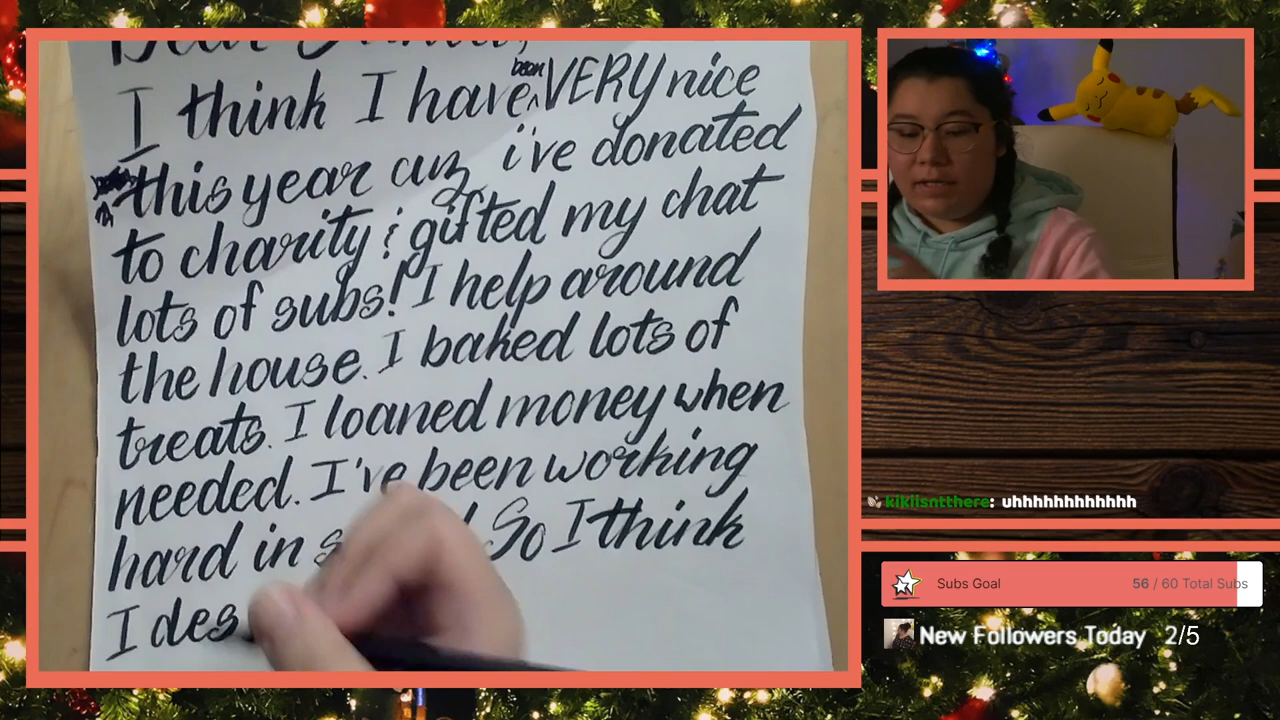 Dear
I think I have been VERY nice
this year cuz i've donated
to charity & gifted my chat
lots of subs! I help around
the house. I baked lots of
treats. I loaned money when
needed. I've been working
hard in s So I think
I des
kiklisntthere: uhhhhhhhhhhhh
Subs Goal 56 / 60 Total Subs
New Followers Today 2/5